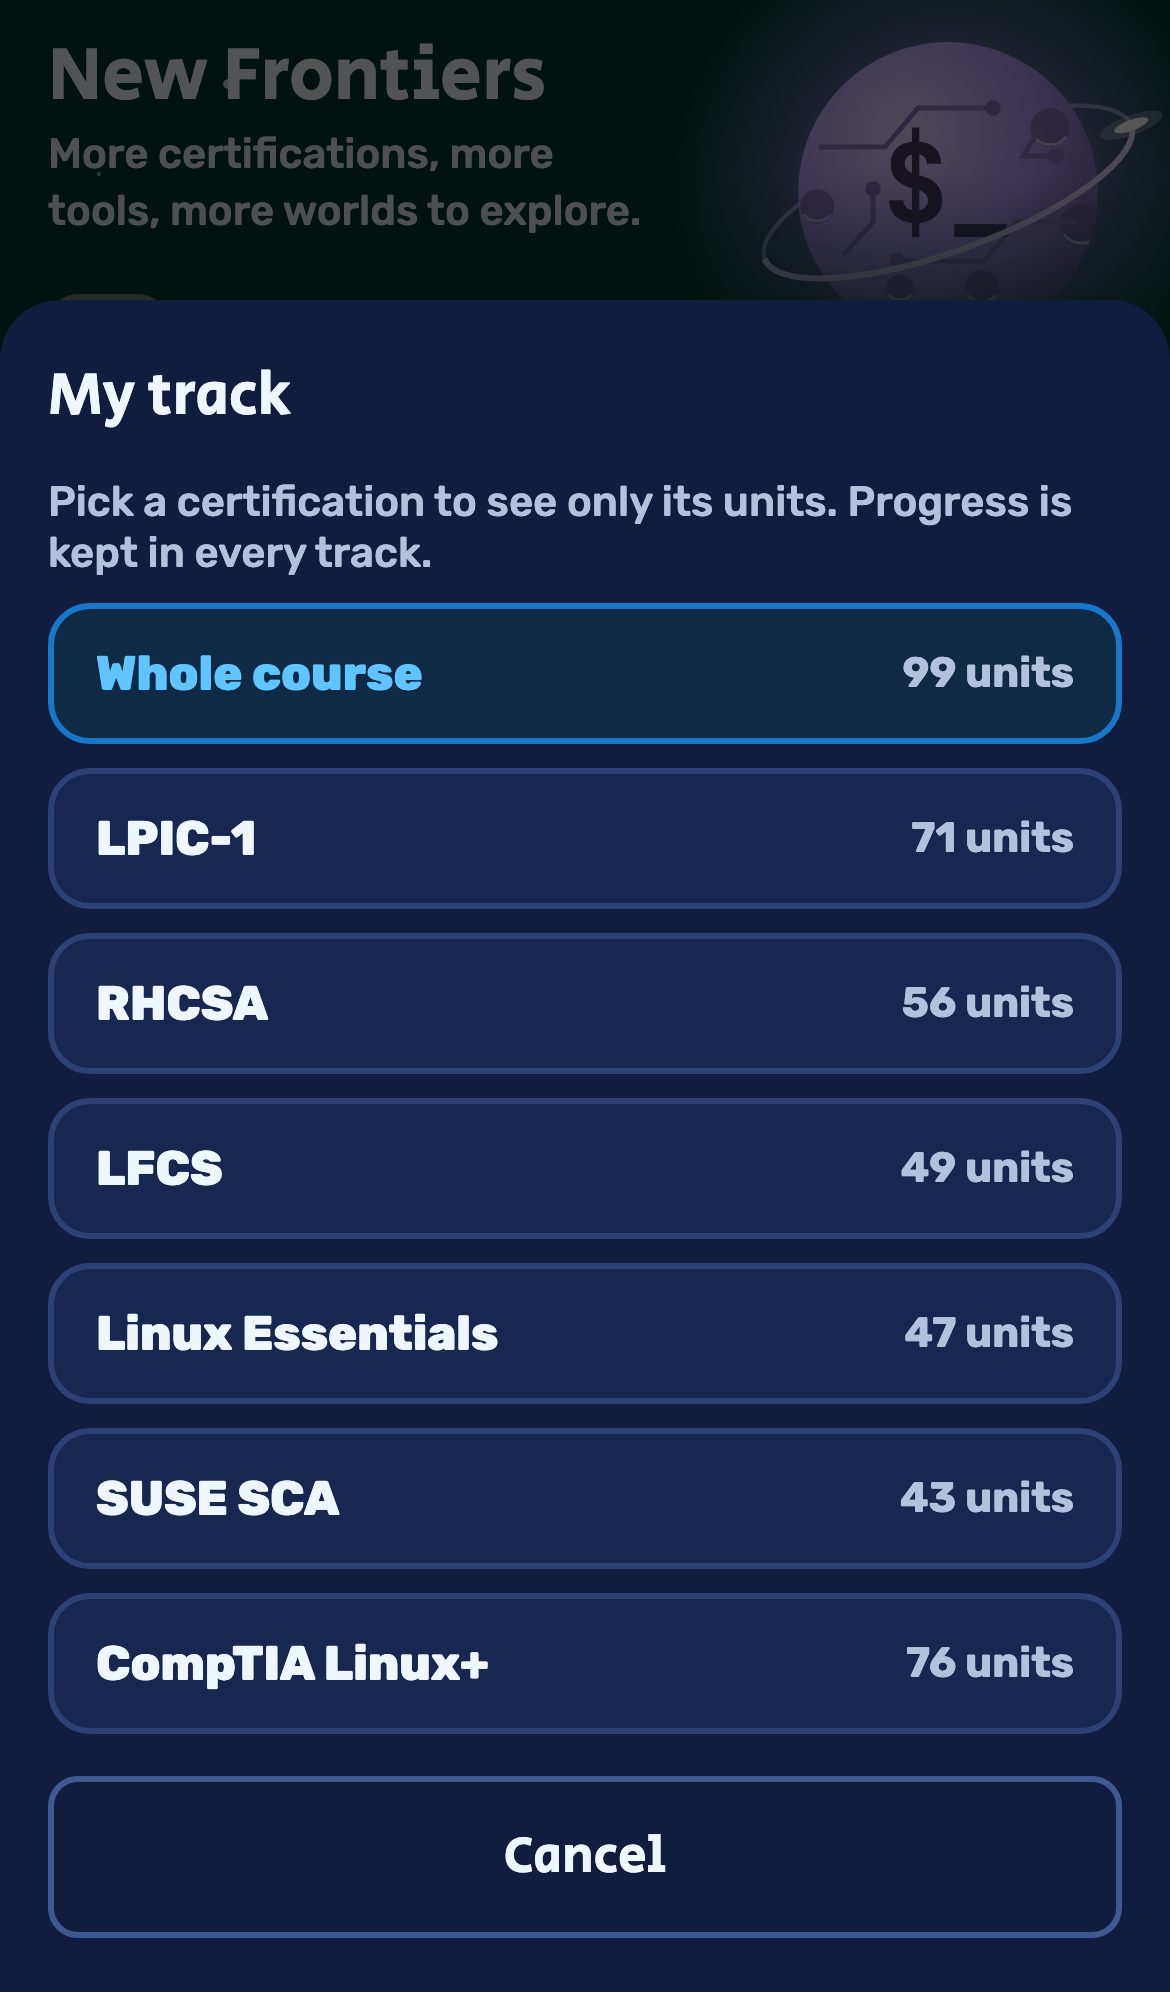 New Frontiers
More certifications, more
tools, more worlds to explore.
$_
My track
Pick a certification to see only its units. Progress is
kept in every track.
Whole course 99 units
LPIC-1 71 units
RHCSA 56 units
LFCS 49 units
Linux Essentials 47 units
SUSE SCA 43 units
CompTIA Linux+ 76 units
Cancel